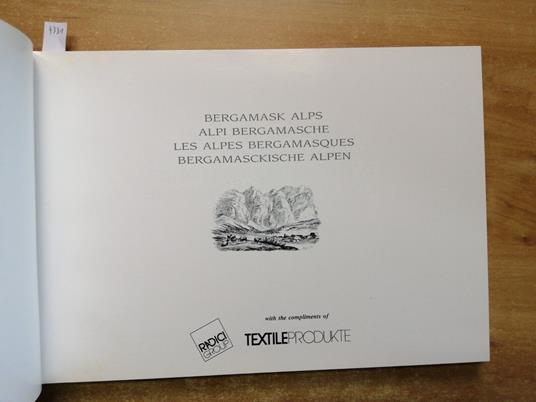 BERGAMASK ALPS
ALPI BERGAMASCHE
LES ALPES BERGAMASQUES
BERGAMASCKISCHE ALPEN
with the compliments of
RADICI
GROUP
TEXTILEPRODUKTE